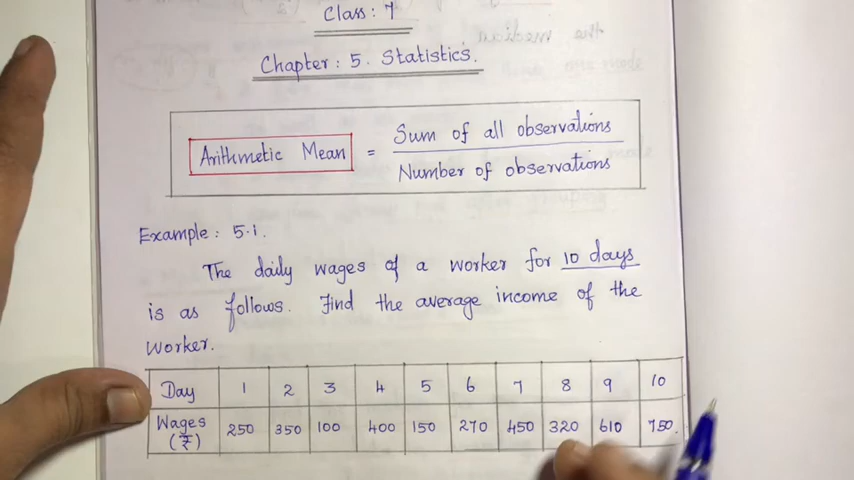 Class : 7
Chapter : 5. Statistics.
Arithmetic Mean = Sum of all observations
Number of observations
Example : 5.1.
The daily wages of a worker for 10 days
is as follows. Find the average income of the
worker.
Day 1 2 3 4 5 6 7 8 9 10
Wages (₹) 250 350 100 400 150 270 450 320 610 750.